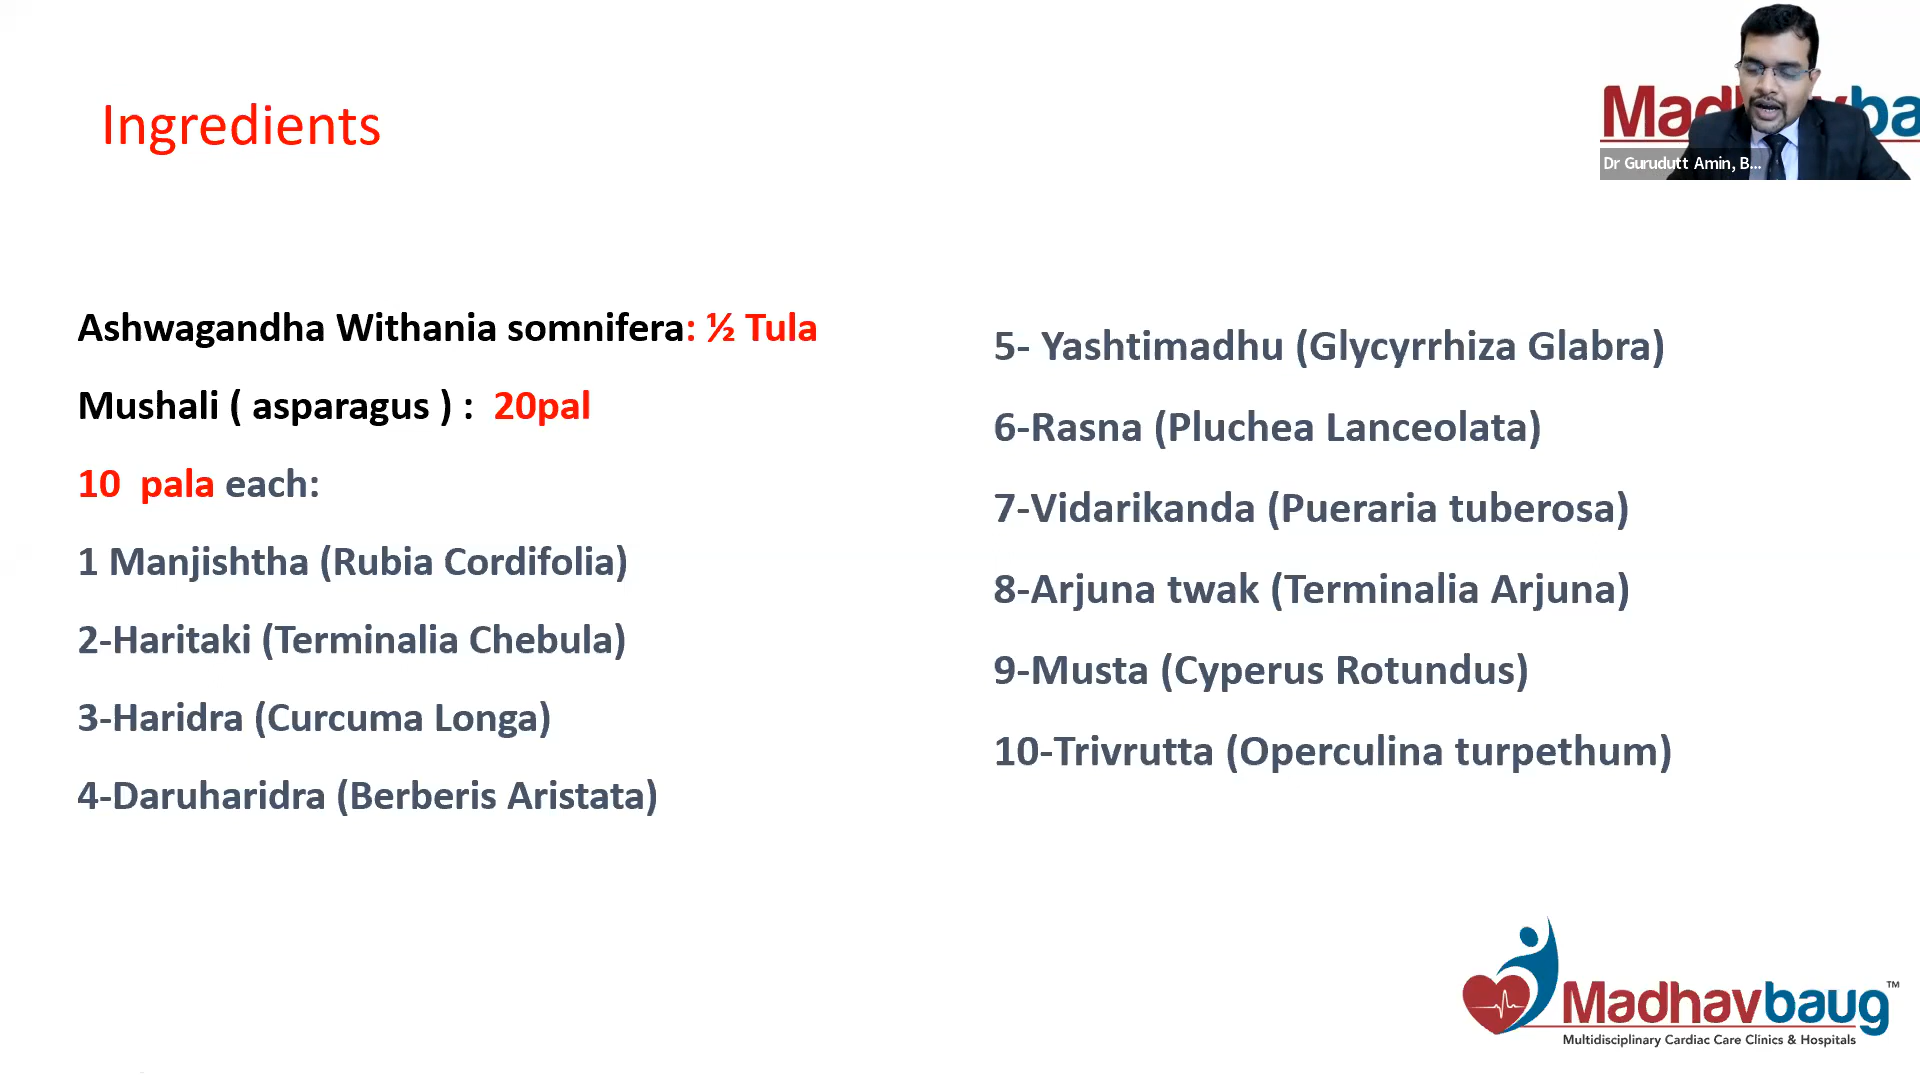 Ingredients
Ashwagandha Withania somnifera: ½ Tula
Mushali ( asparagus ) : 20pal
10 pala each:
1 Manjishtha (Rubia Cordifolia)
2-Haritaki (Terminalia Chebula)
3-Haridra (Curcuma Longa)
4-Daruharidra (Berberis Aristata)
5- Yashtimadhu (Glycyrrhiza Glabra)
6-Rasna (Pluchea Lanceolata)
7-Vidarikanda (Pueraria tuberosa)
8-Arjuna twak (Terminalia Arjuna)
9-Musta (Cyperus Rotundus)
10-Trivrutta (Operculina turpethum)
Dr Gurudutt Amin, B...
Madhavbaug™
Multidisciplinary Cardiac Care Clinics & Hospitals